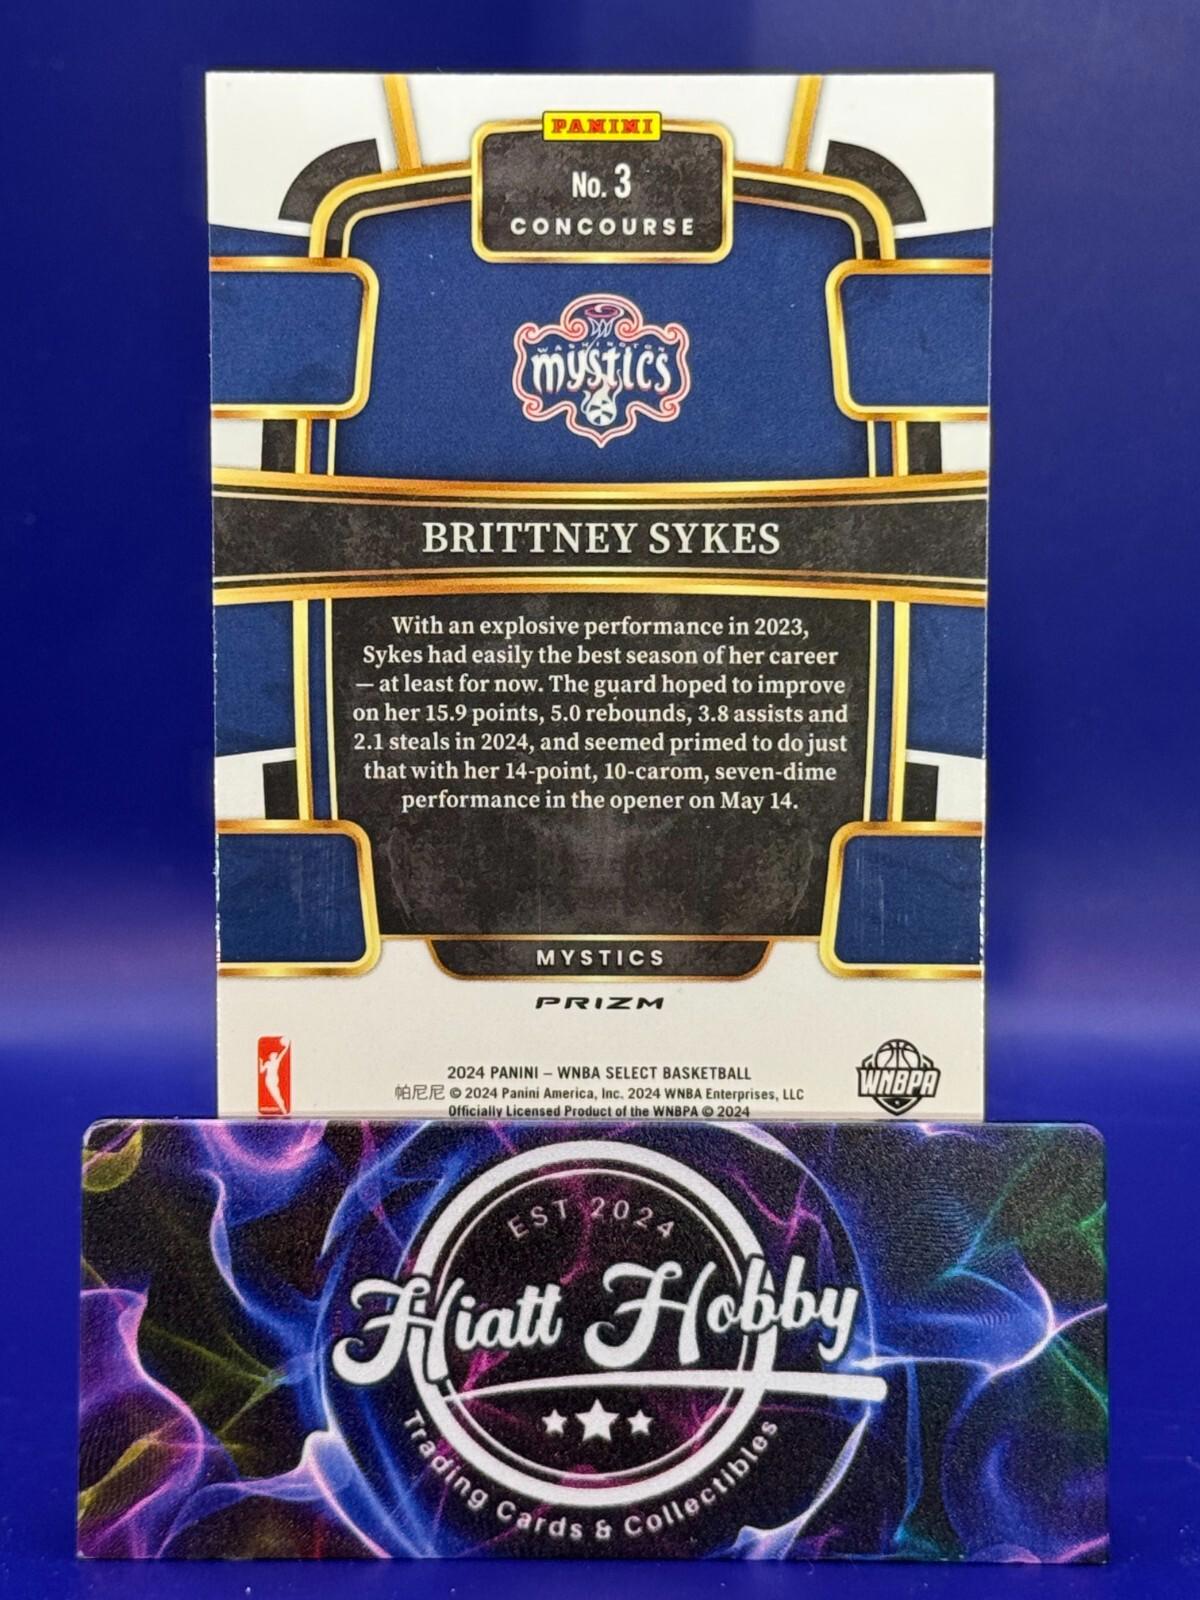 PANINI
No. 3
CONCOURSE
WASHINGTON
MYSTICS
BRITTNEY SYKES
With an explosive performance in 2023,
Sykes had easily the best season of her career
— at least for now. The guard hoped to improve
on her 15.9 points, 5.0 rebounds, 3.8 assists and
2.1 steals in 2024, and seemed primed to do just
that with her 14-point, 10-carom, seven-dime
performance in the opener on May 14.
MYSTICS
PRIZM
2024 PANINI – WNBA SELECT BASKETBALL
帕尼尼 © 2024 Panini America, Inc. 2024 WNBA Enterprises, LLC
Officially Licensed Product of the WNBPA © 2024
WNBPA
EST 2024
Hiatt Hobby
Trading Cards & Collectibles